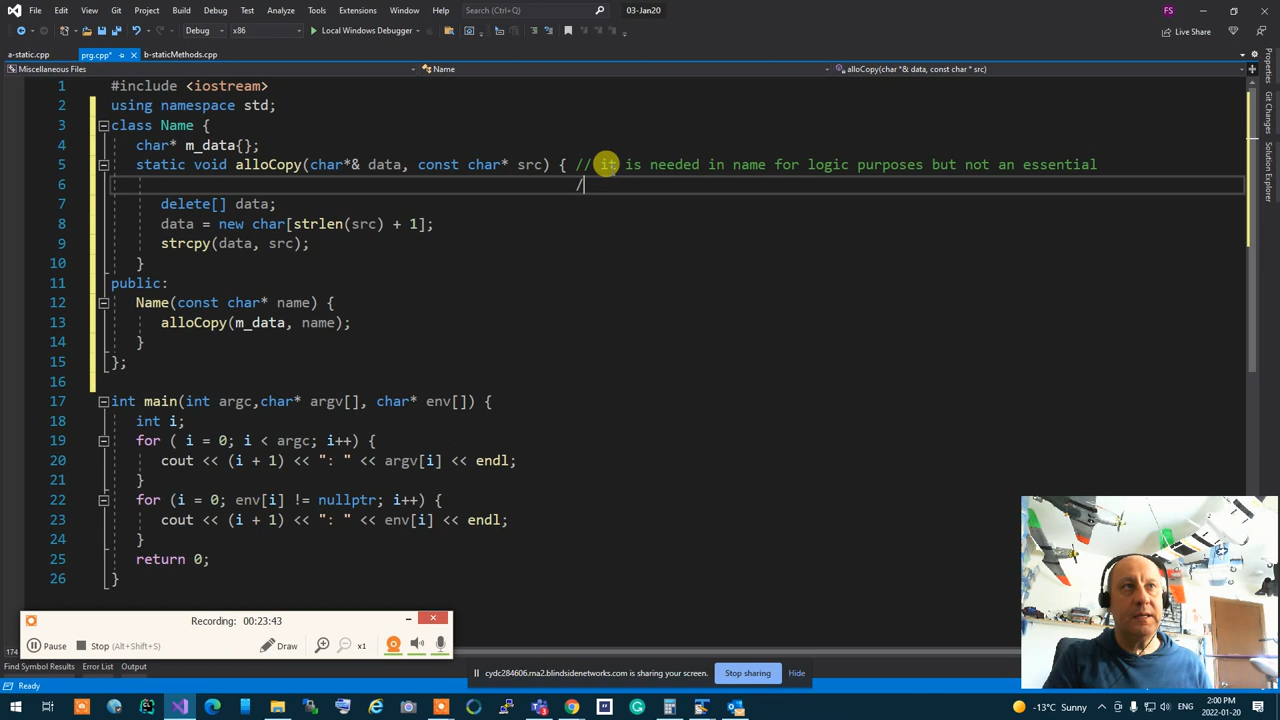 File Edit View Git Project Build Debug Test Analyze Tools Extensions Window Help Search (Ctrl+Q) 03-Jan20 FS
Debug x86 Local Windows Debugger Live Share
a-static.cpp prg.cpp* b-staticMethods.cpp
Miscellaneous Files Name alloCopy(char *& data, const char * src)
1 #include <iostream>
2 using namespace std;
3 class Name {
4 char* m_data{};
5 static void alloCopy(char*& data, const char* src) { // it is needed in name for logic purposes but not an essential
6 /
7 delete[] data;
8 data = new char[strlen(src) + 1];
9 strcpy(data, src);
10 }
11 public:
12 Name(const char* name) {
13 alloCopy(m_data, name);
14 }
15 };
16
17 int main(int argc,char* argv[], char* env[]) {
18 int i;
19 for ( i = 0; i < argc; i++) {
20 cout << (i + 1) << ": " << argv[i] << endl;
21 }
22 for (i = 0; env[i] != nullptr; i++) {
23 cout << (i + 1) << ": " << env[i] << endl;
24 }
25 return 0;
26 }
Properties
Git Changes
Solution Explorer
Recording: 00:23:43
Pause Stop (Alt+Shift+S) Draw x1
174
Find Symbol Results Error List Output
cydc284606.rna2.blindsidenetworks.com is sharing your screen. Stop sharing Hide
Ready
-13°C Sunny ENG 2:00 PM 2022-01-20